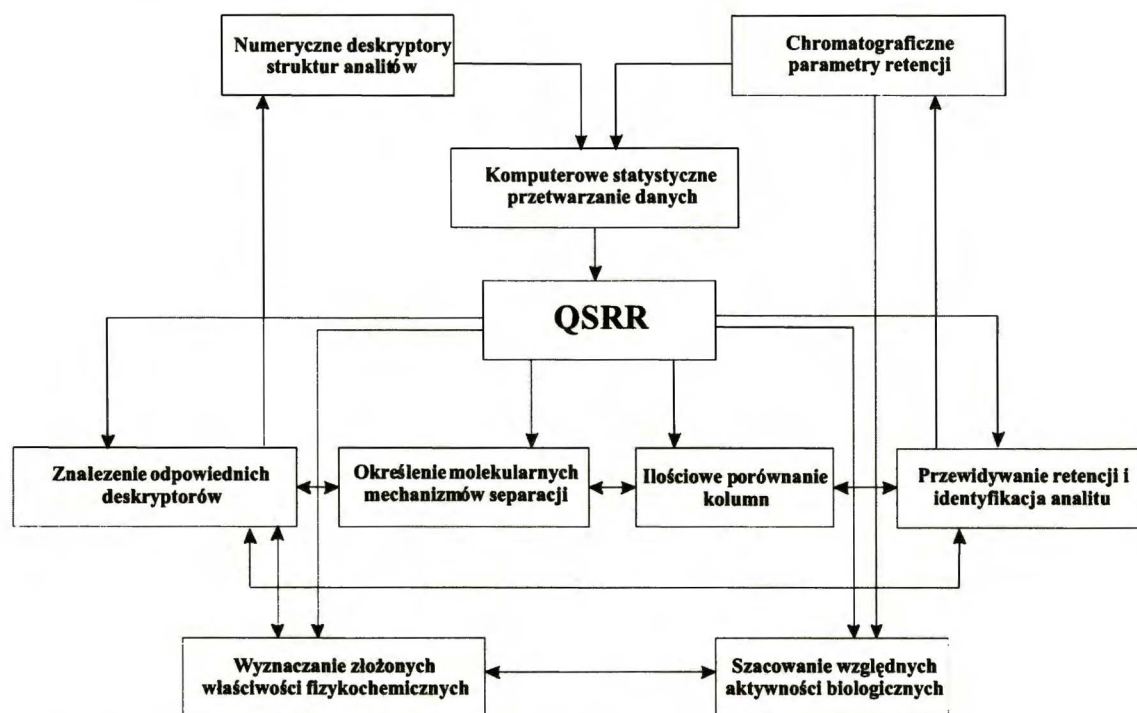 Numeryczne deskryptory
struktur analitów
Chromatograficzne
parametry retencji
Komputerowe statystyczne
przetwarzanie danych
QSRR
Znalezenie odpowiednich
deskryptorów
Określenie molekularnych
mechanizmów separacji
Ilościowe porównanie
kolumn
Przewidywanie retencji i
identyfikacja analitu
Wyznaczanie złożonych
właściwości fizykochemicznych
Szacowanie względnych
aktywności biologicznych